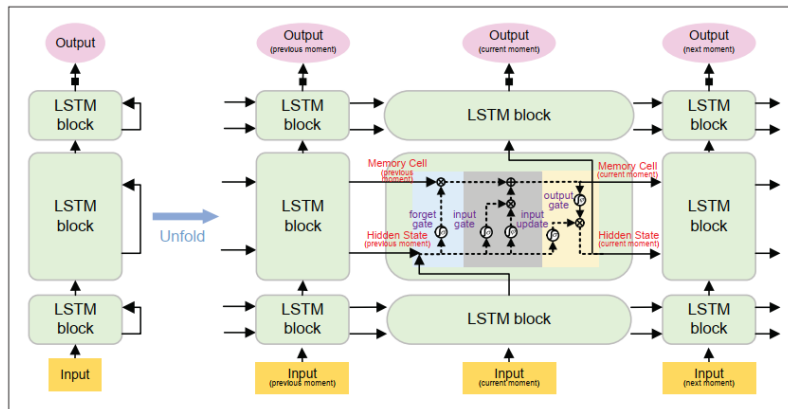 Output
Output
(previous moment)
Output
(current moment)
Output
(next moment)
LSTM
block
LSTM
block
LSTM block
LSTM
block
LSTM
block
Unfold
LSTM
block
Memory Cell
(previous
moment)
forget
gate
input
gate
input
update
output
gate
Hidden State
(previous moment)
Memory Cell
(current moment)
Hidden State
(current moment)
LSTM
block
LSTM
block
LSTM
block
LSTM block
LSTM
block
Input
Input
(previous moment)
Input
(current moment)
Input
(next moment)